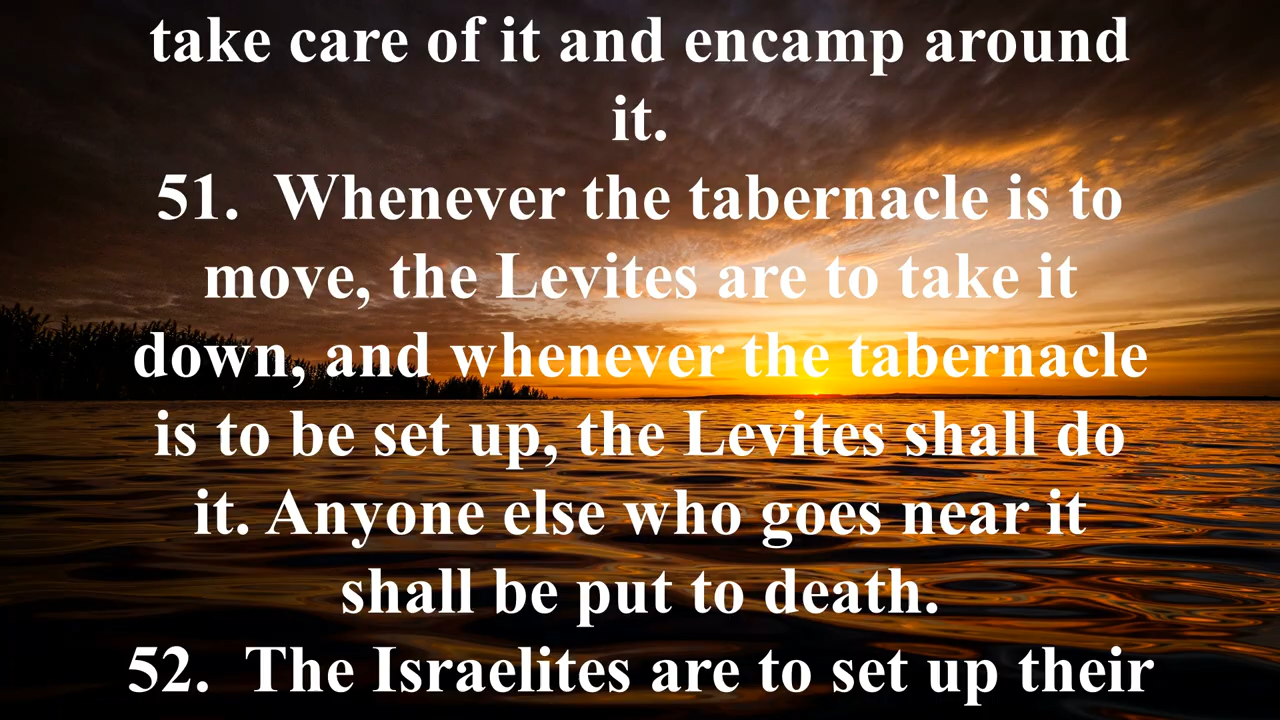 take care of it and encamp around
it.
51.  Whenever the tabernacle is to
move, the Levites are to take it
down, and whenever the tabernacle
is to be set up, the Levites shall do
it. Anyone else who goes near it
shall be put to death.
52.  The Israelites are to set up their